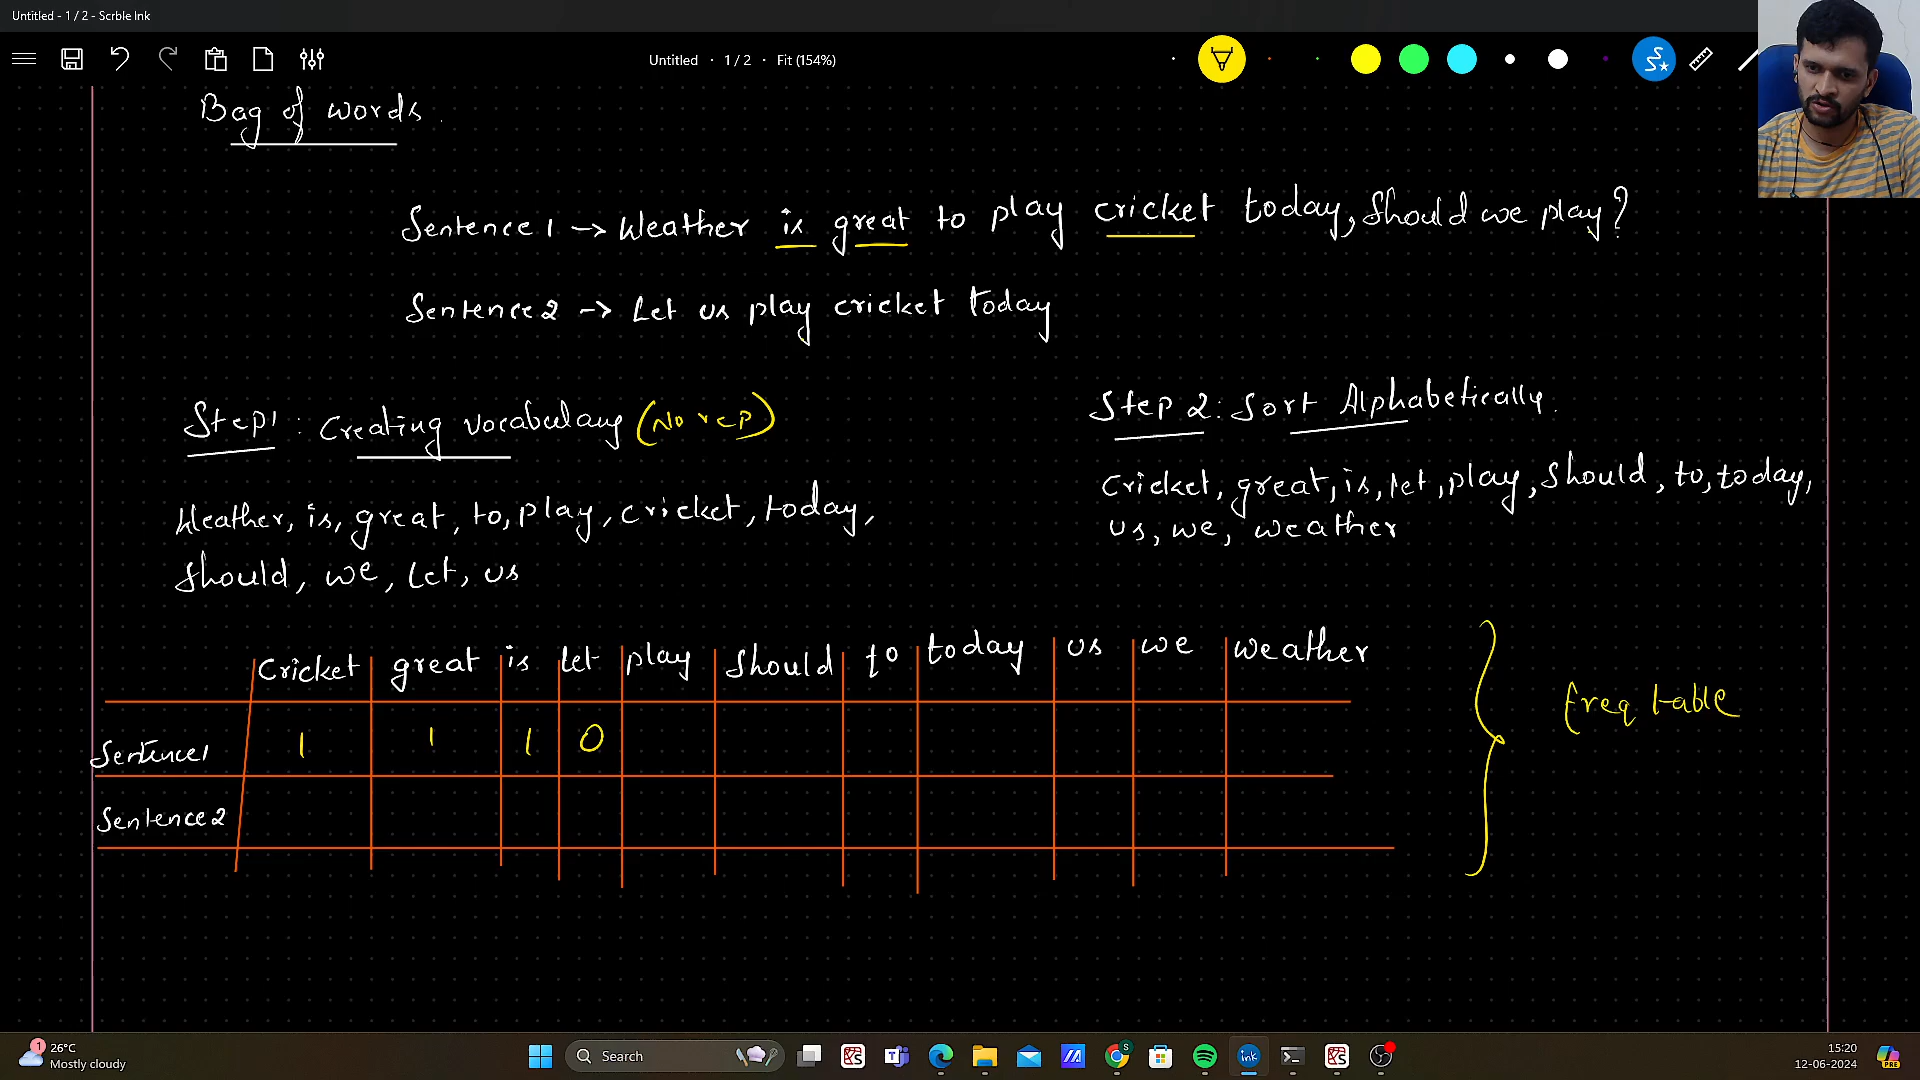 Untitled - 1 / 2 - Scrble Ink
Untitled · 1 / 2 · Fit (154%)
Bag of words.
Sentence 1 -> Weather is great to play cricket today, should we play?
Sentence 2 -> Let us play cricket today
Step 1 : Creating vocabulary (No rep)
Weather, is, great, to, play, cricket, today,
should, we, let, us
Step 2 : Sort Alphabetically.
Cricket, great, is, let, play, should, to, today,
us, we, weather
Cricket great is let play should to today us we weather
Sentence 1 1 1 1 0
Sentence 2
freq table
1
26°C
Mostly cloudy
Search
ink
15:20
12-06-2024
PRE